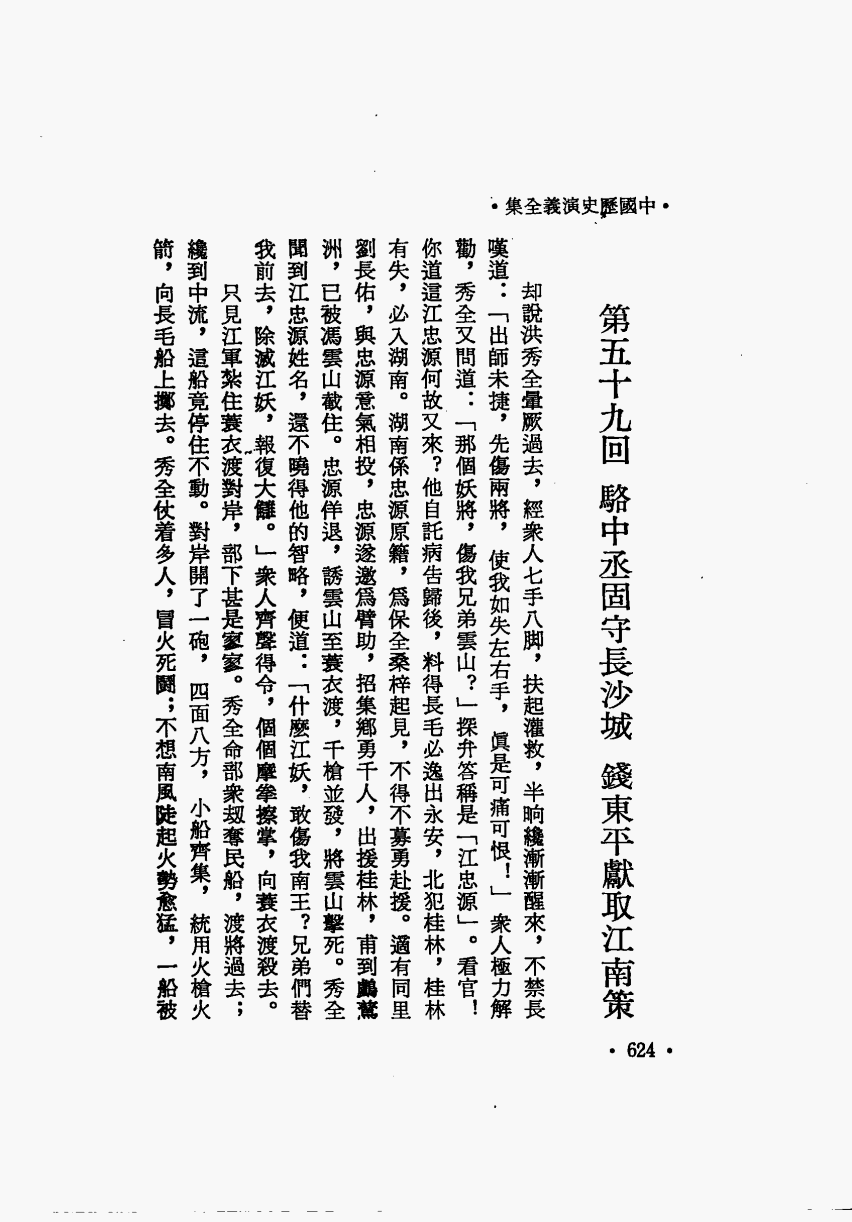 •中國歷史演義全集•
第五十九回 駱中丞固守長沙城 錢東平獻取江南策
却說洪秀全暈厥過去，經衆人七手八脚，扶起灌救，半晌纔漸漸醒來，不禁長
嘆道：「出師未捷，先傷兩將，使我如失左右手，眞是可痛可恨！」衆人極力解
勸，秀全又問道：「那個妖將，傷我兄弟雲山？」探弁答稱是「江忠源」。看官！
你道這江忠源何故又來？他自託病告歸後，料得長毛必逸出永安，北犯桂林，桂林
有失，必入湖南。湖南係忠源原籍，爲保全桑梓起見，不得不募勇赴援。適有同里
劉長佑，與忠源意氣相投，忠源遂邀爲臂助，招集鄉勇千人，出援桂林，甫到鸕鶿
洲，已被馮雲山截住。忠源佯退，誘雲山至蓑衣渡，千槍並發，將雲山擊死。秀全
聞到江忠源姓名，還不曉得他的智略，便道：「什麽江妖，敢傷我南王？兄弟們替
我前去，除滅江妖，報復大讎。」衆人齊聲得令，個個摩拳擦掌，向蓑衣渡殺去。
只見江軍紮住蓑衣渡對岸，部下甚是寥寥。秀全命部衆刼奪民船，渡將過去；
纔到中流，這船竟停住不動。對岸開了一砲，四面八方，小船齊集，統用火槍火
箭，向長毛船上擲去。秀全仗着多人，冒火死鬭；不想南風陡起火勢愈猛，一船被
•624•